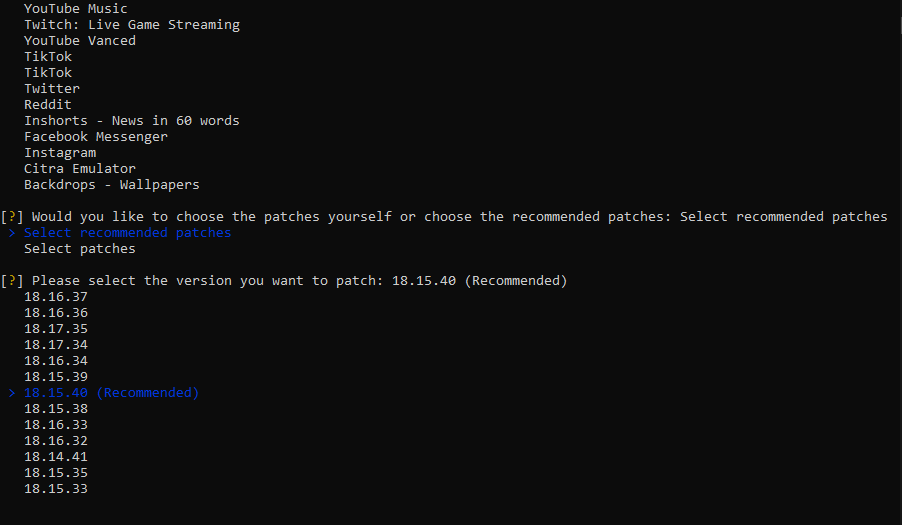 YouTube Music
Twitch: Live Game Streaming
YouTube Vanced
TikTok
TikTok
Twitter
Reddit
Inshorts - News in 60 words
Facebook Messenger
Instagram
Citra Emulator
Backdrops - Wallpapers
[?] Would you like to choose the patches yourself or choose the recommended patches: Select recommended patches
> Select recommended patches
Select patches
[?] Please select the version you want to patch: 18.15.40 (Recommended)
18.16.37
18.16.36
18.17.35
18.17.34
18.16.34
18.15.39
> 18.15.40 (Recommended)
18.15.38
18.16.33
18.16.32
18.14.41
18.15.35
18.15.33